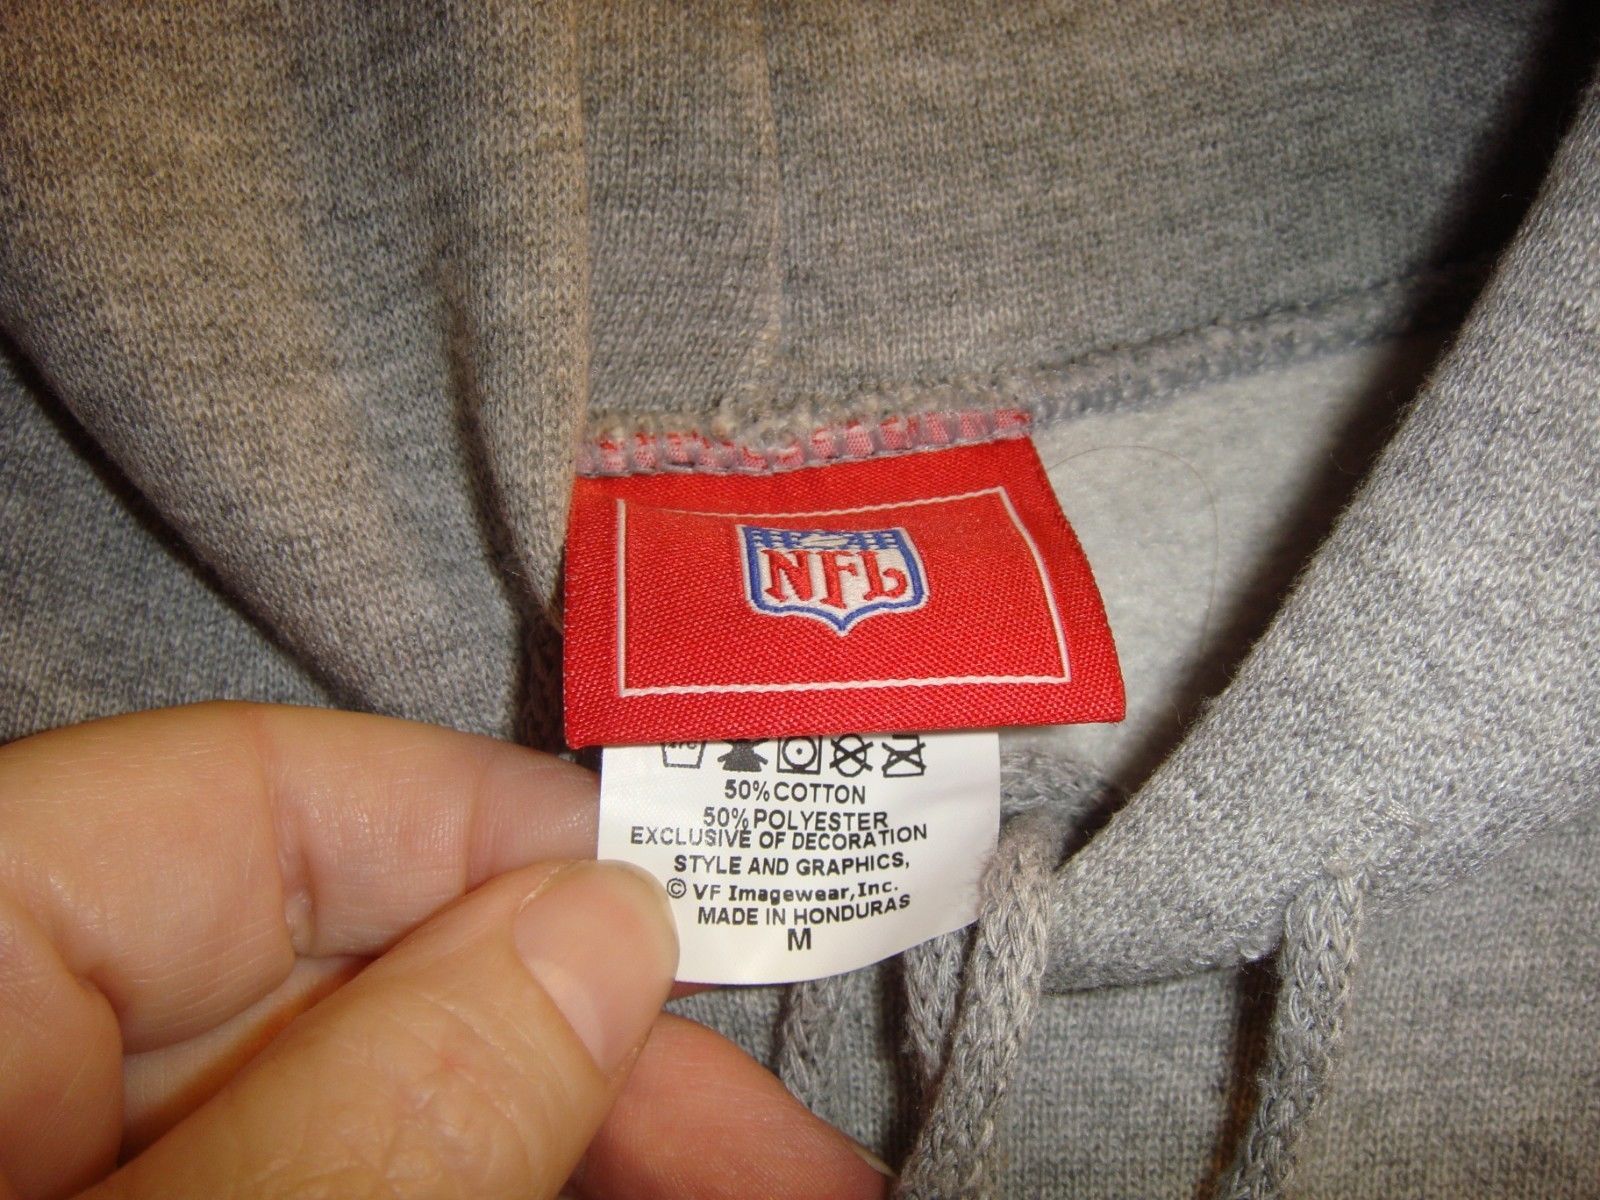 NFL
50% COTTON
50% POLYESTER
EXCLUSIVE OF DECORATION
STYLE AND GRAPHICS,
© VF Imagewear, Inc.
MADE IN HONDURAS
M